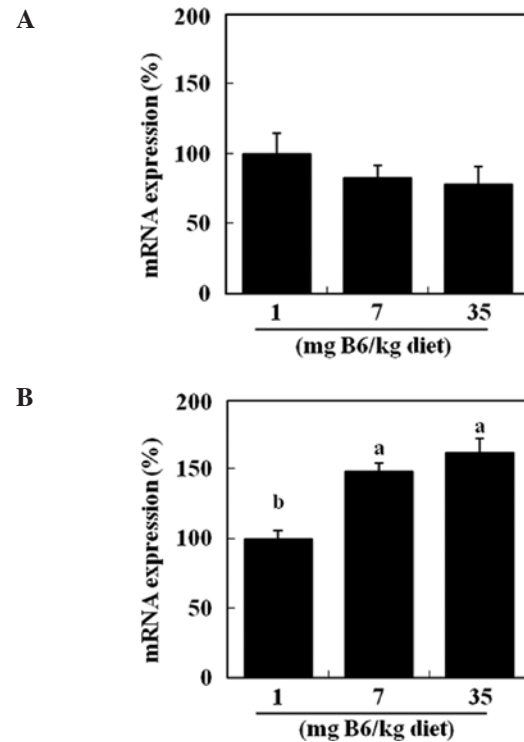 A
mRNA expression (%)
200
150
100
50
0
1 7 35
(mg B6/kg diet)
B
mRNA expression (%)
200
150
100
50
0
b
a
a
1 7 35
(mg B6/kg diet)